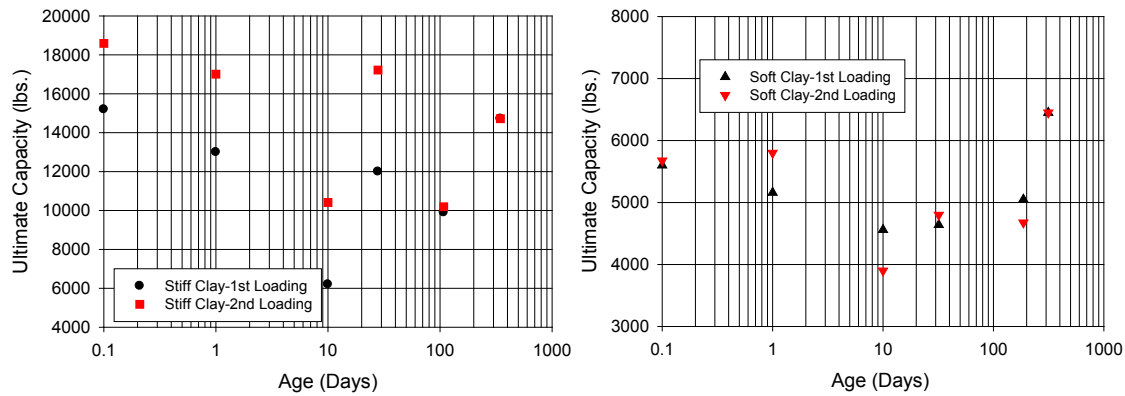 20000
18000
16000
14000
12000
10000
8000
6000
4000
Ultimate Capacity (lbs.)
Stiff Clay-1st Loading
Stiff Clay-2nd Loading
0.1 1 10 100 1000
Age (Days)
8000
7000
6000
5000
4000
3000
Ultimate Capacity (lbs.)
Soft Clay-1st Loading
Soft Clay-2nd Loading
0.1 1 10 100 1000
Age (Days)